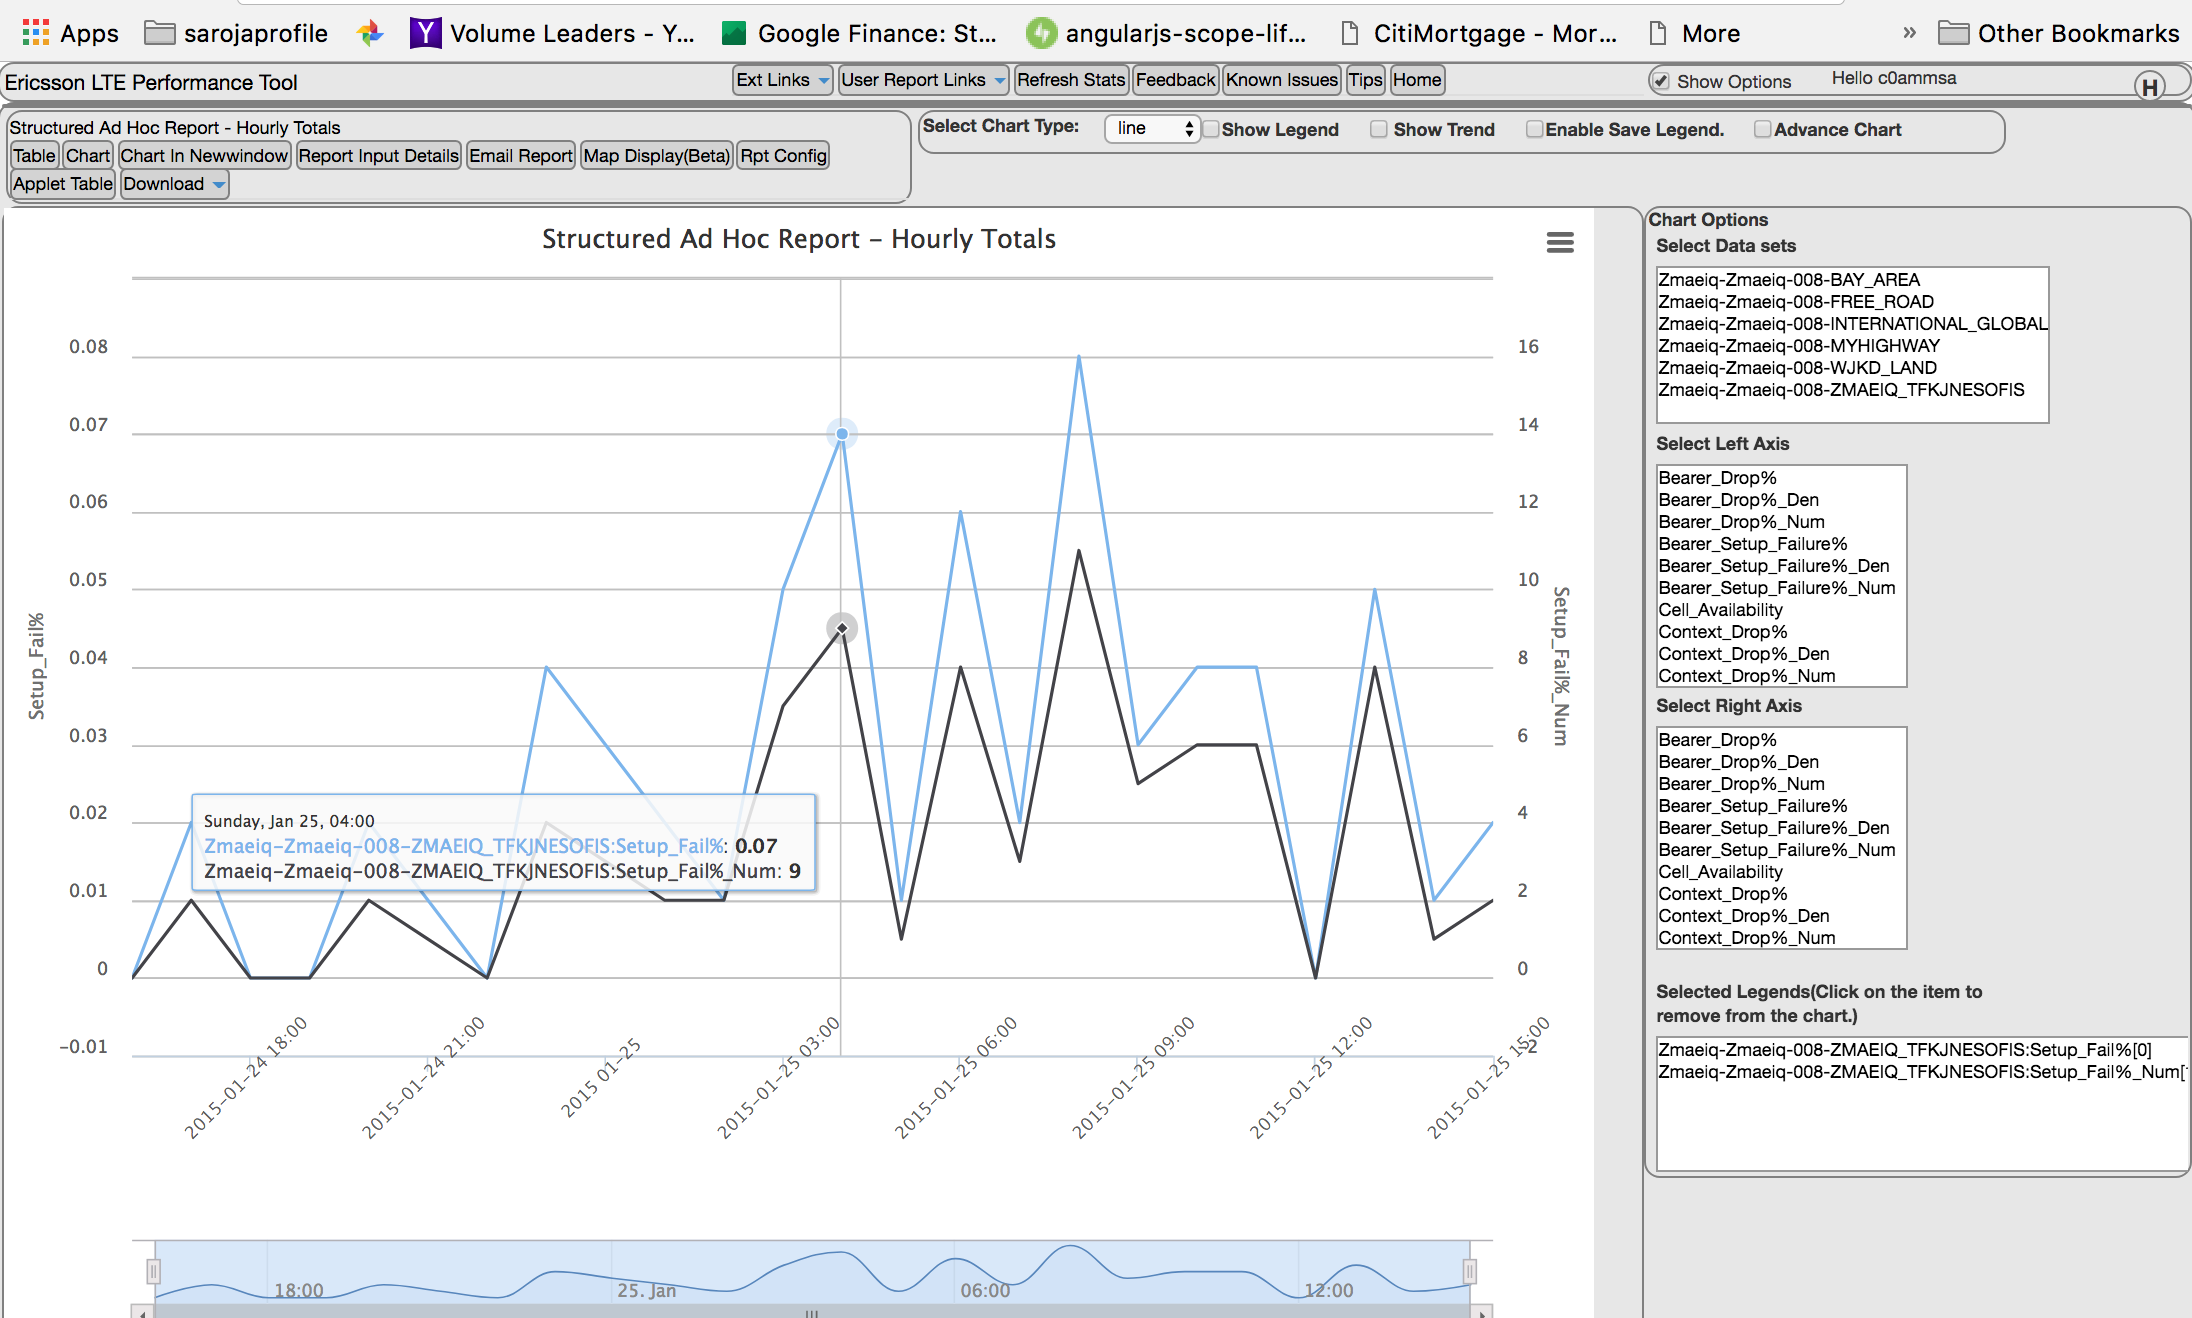 Apps sarojaprofile Volume Leaders - Y... Google Finance: St... angularjs-scope-lif... CitiMortgage - Mor... More » Other Bookmarks
Ericsson LTE Performance Tool Ext Links User Report Links Refresh Stats Feedback Known Issues Tips Home Show Options Hello c0ammsa H
Structured Ad Hoc Report - Hourly Totals
Table Chart Chart In Newwindow Report Input Details Email Report Map Display(Beta) Rpt Config
Applet Table Download
Select Chart Type: line Show Legend Show Trend Enable Save Legend. Advance Chart
Structured Ad Hoc Report - Hourly Totals
0.08
0.07
0.06
0.05
0.04
0.03
0.02
0.01
0
-0.01
Setup_Fail%
16
14
12
10
8
6
4
2
0
-2
Setup_Fail%_Num
Sunday, Jan 25, 04:00
Zmaeiq-Zmaeiq-008-ZMAEIQ_TFKJNESOFIS:Setup_Fail%: 0.07
Zmaeiq-Zmaeiq-008-ZMAEIQ_TFKJNESOFIS:Setup_Fail%_Num: 9
2015-01-24 18:00
2015-01-24 21:00
2015 01-25
2015-01-25 03:00
2015-01-25 06:00
2015-01-25 09:00
2015-01-25 12:00
2015-01-25 15:00
18:00 25. Jan 06:00 12:00
Chart Options
Select Data sets
Zmaeiq-Zmaeiq-008-BAY_AREA
Zmaeiq-Zmaeiq-008-FREE_ROAD
Zmaeiq-Zmaeiq-008-INTERNATIONAL_GLOBAL
Zmaeiq-Zmaeiq-008-MYHIGHWAY
Zmaeiq-Zmaeiq-008-WJKD_LAND
Zmaeiq-Zmaeiq-008-ZMAEIQ_TFKJNESOFIS
Select Left Axis
Bearer_Drop%
Bearer_Drop%_Den
Bearer_Drop%_Num
Bearer_Setup_Failure%
Bearer_Setup_Failure%_Den
Bearer_Setup_Failure%_Num
Cell_Availability
Context_Drop%
Context_Drop%_Den
Context_Drop%_Num
Select Right Axis
Bearer_Drop%
Bearer_Drop%_Den
Bearer_Drop%_Num
Bearer_Setup_Failure%
Bearer_Setup_Failure%_Den
Bearer_Setup_Failure%_Num
Cell_Availability
Context_Drop%
Context_Drop%_Den
Context_Drop%_Num
Selected Legends(Click on the item to
remove from the chart.)
Zmaeiq-Zmaeiq-008-ZMAEIQ_TFKJNESOFIS:Setup_Fail%[0]
Zmaeiq-Zmaeiq-008-ZMAEIQ_TFKJNESOFIS:Setup_Fail%_Num[